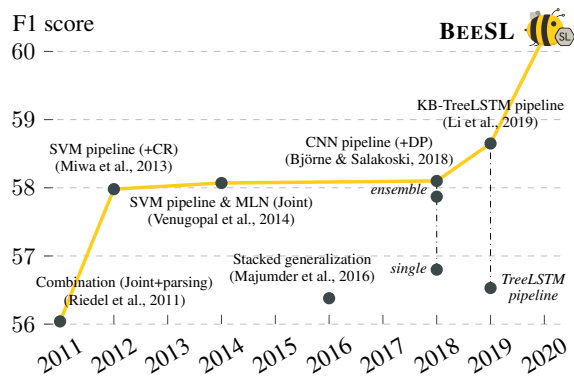 F1 score
BEESL
SL
60
KB-TreeLSTM pipeline
(Li et al., 2019)
59
SVM pipeline (+CR)
(Miwa et al., 2013)
CNN pipeline (+DP)
(Björne & Salakoski, 2018)
58
ensemble
SVM pipeline & MLN (Joint)
(Venugopal et al., 2014)
57
Stacked generalization
(Majumder et al., 2016)
single
Combination (Joint+parsing)
(Riedel et al., 2011)
TreeLSTM
pipeline
56
2011 2012 2013 2014 2015 2016 2017 2018 2019 2020